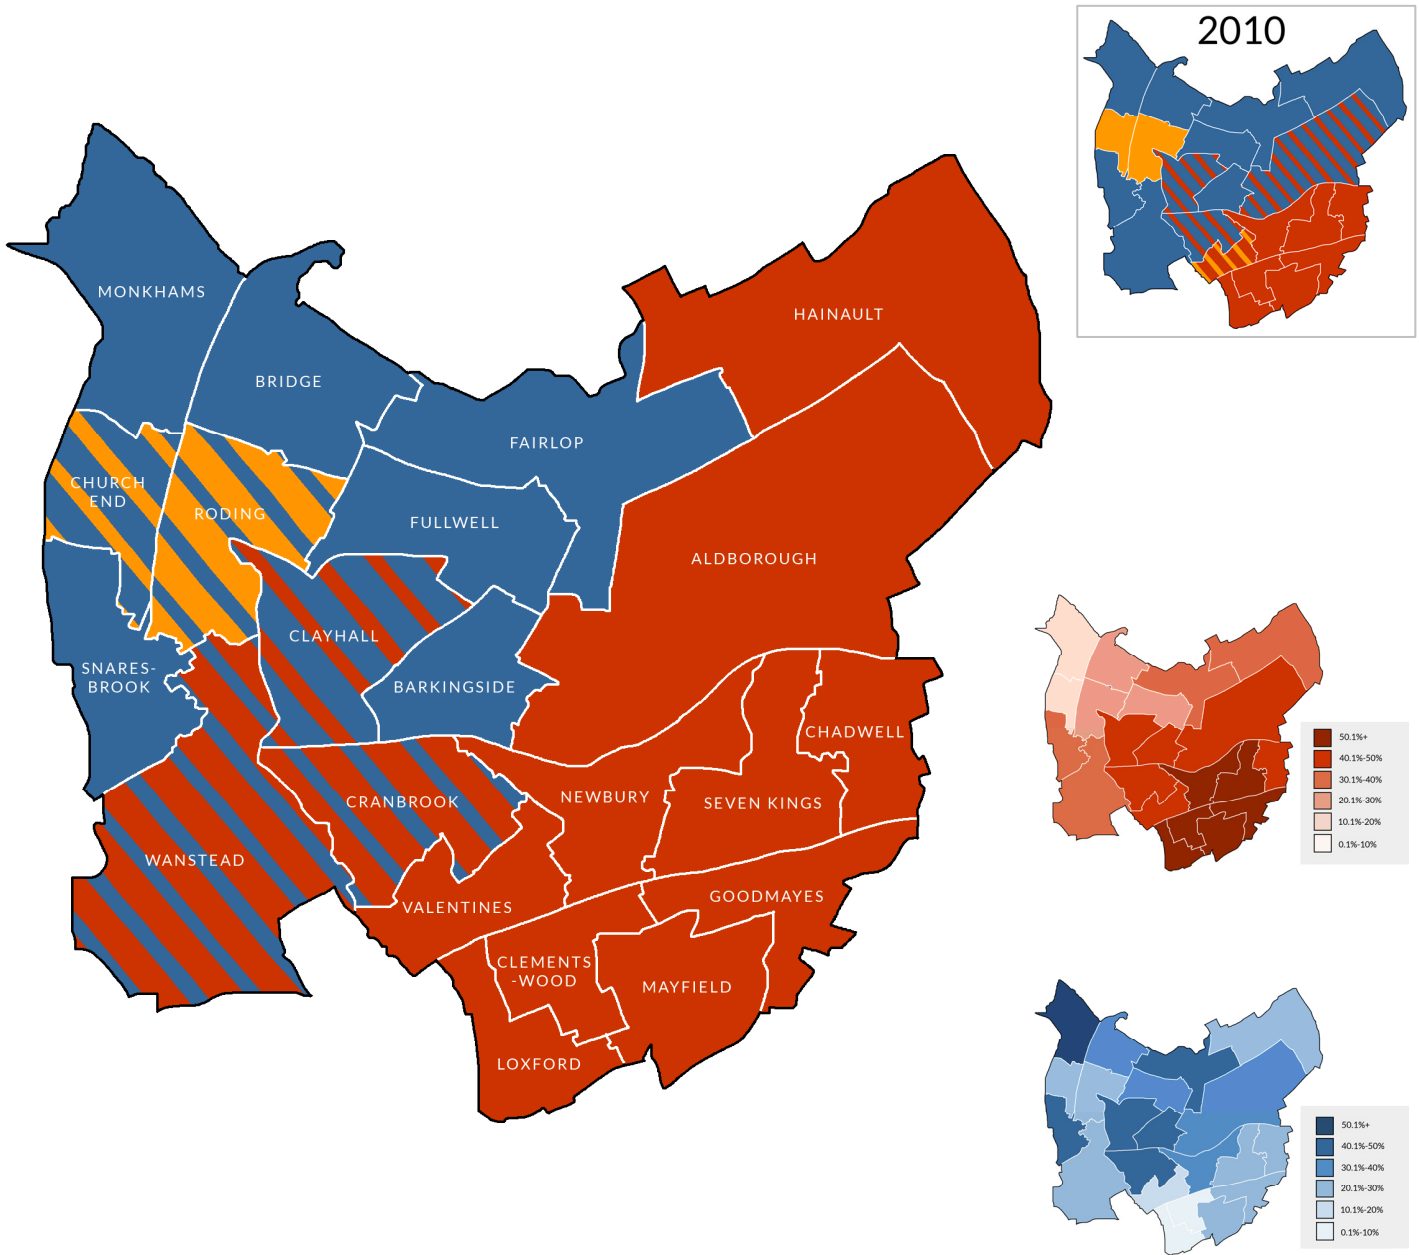 2010
MONKHAMS
HAINAULT
BRIDGE
FAIRLOP
CHURCH
END
RODING
FULLWELL
ALDBOROUGH
CLAYHALL
SNARES-
BROOK
BARKINGSIDE
CHADWELL
CRANBROOK
NEWBURY
SEVEN KINGS
WANSTEAD
VALENTINES
GOODMAYES
CLEMENTS
-WOOD
MAYFIELD
LOXFORD
50.1%+
40.1%-50%
30.1%-40%
20.1%-30%
10.1%-20%
0.1%-10%
50.1%+
40.1%-50%
30.1%-40%
20.1%-30%
10.1%-20%
0.1%-10%